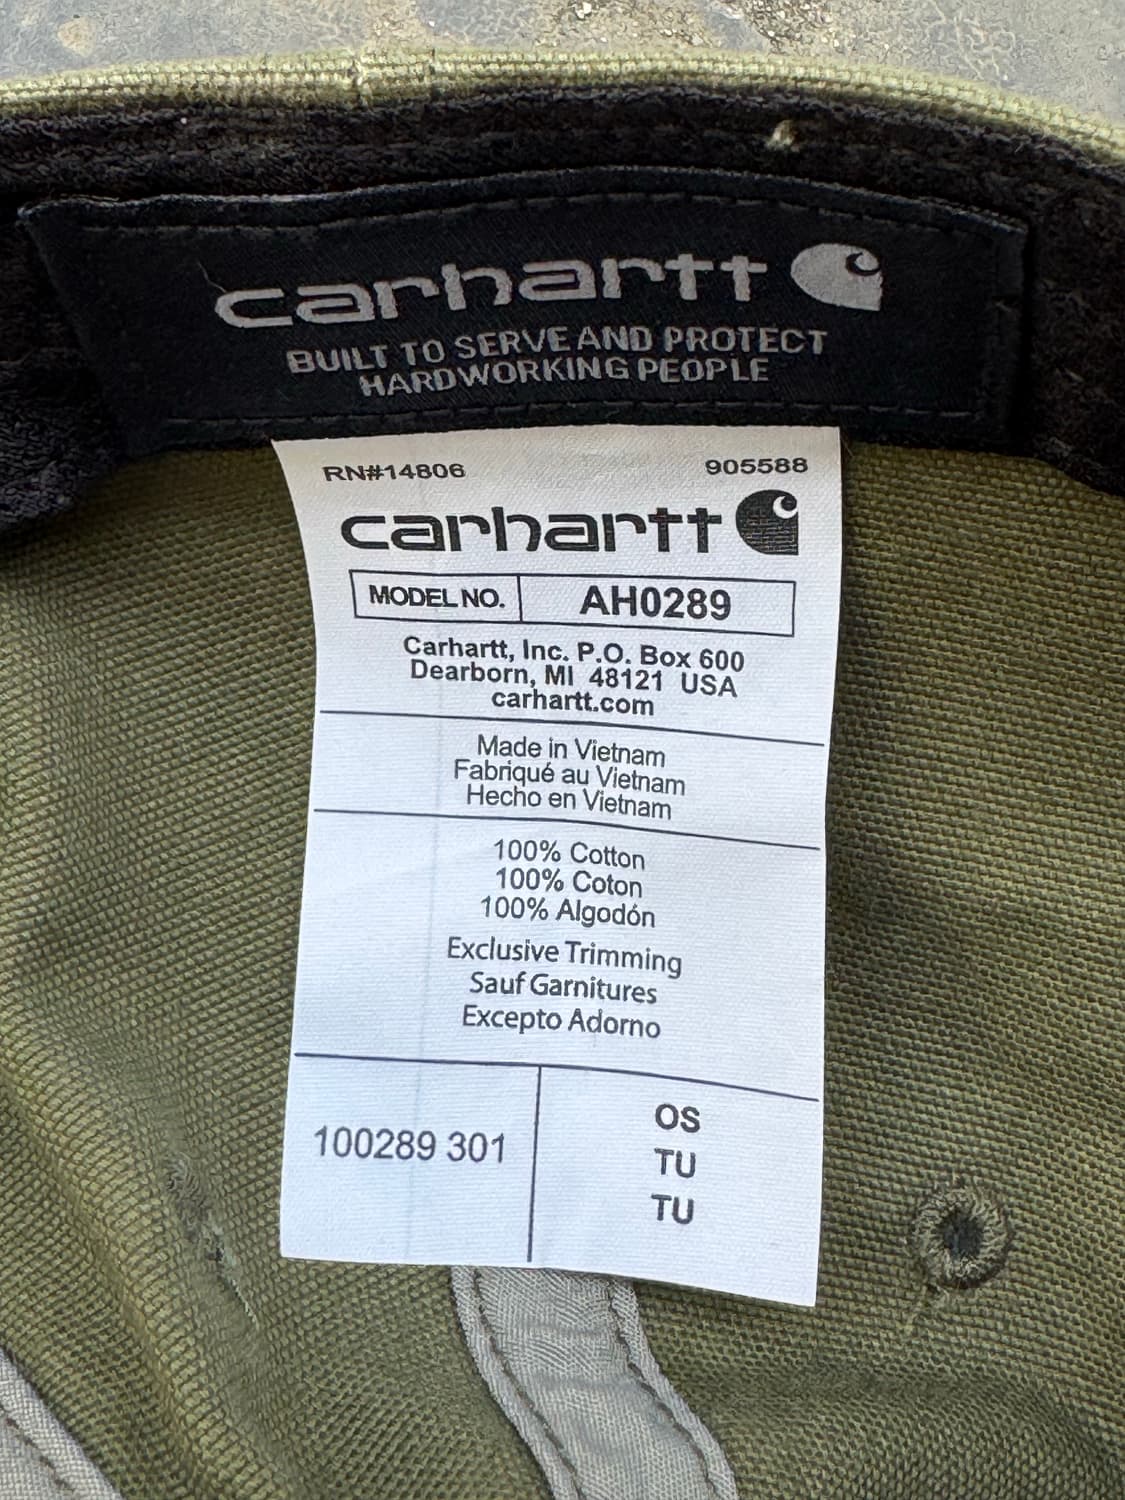 carhartt
BUILT TO SERVE AND PROTECT
HARDWORKING PEOPLE
RN#14806 905588
carhartt
MODEL NO. AH0289
Carhartt, Inc. P.O. Box 600
Dearborn, MI 48121 USA
carhartt.com
Made in Vietnam
Fabriqué au Vietnam
Hecho en Vietnam
100% Cotton
100% Coton
100% Algodón
Exclusive Trimming
Sauf Garnitures
Excepto Adorno
100289 301
OS
TU
TU